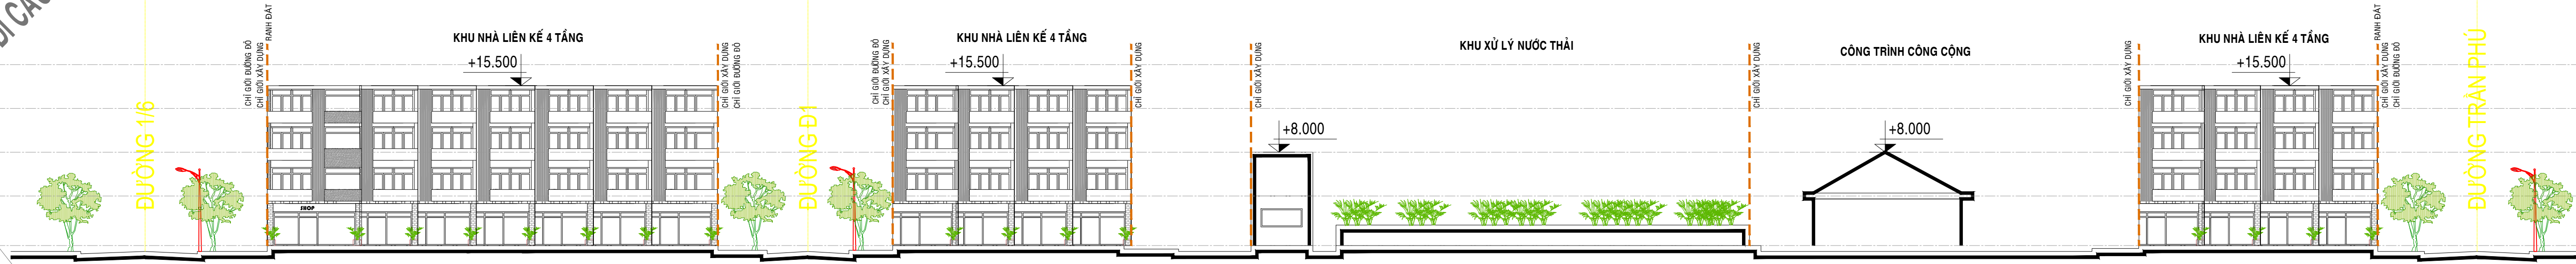 RANH ĐẤT
CHỈ GIỚI ĐƯỜNG ĐỎ
CHỈ GIỚI XÂY DỰNG
ĐƯỜNG 1/6
KHU NHÀ LIÊN KẾ 4 TẦNG
+15.500
SHOP
CHỈ GIỚI XÂY DỰNG
CHỈ GIỚI ĐƯỜNG ĐỎ
ĐƯỜNG Đ1
CHỈ GIỚI ĐƯỜNG ĐỎ
CHỈ GIỚI XÂY DỰNG
KHU NHÀ LIÊN KẾ 4 TẦNG
+15.500
CHỈ GIỚI XÂY DỰNG
CHỈ GIỚI XÂY DỰNG
+8.000
KHU XỬ LÝ NƯỚC THẢI
CHỈ GIỚI XÂY DỰNG
CÔNG TRÌNH CÔNG CỘNG
+8.000
CHỈ GIỚI XÂY DỰNG
KHU NHÀ LIÊN KẾ 4 TẦNG
+15.500
RANH ĐẤT
CHỈ GIỚI XÂY DỰNG
CHỈ GIỚI ĐƯỜNG ĐỎ
ĐƯỜNG TRẦN PHÚ